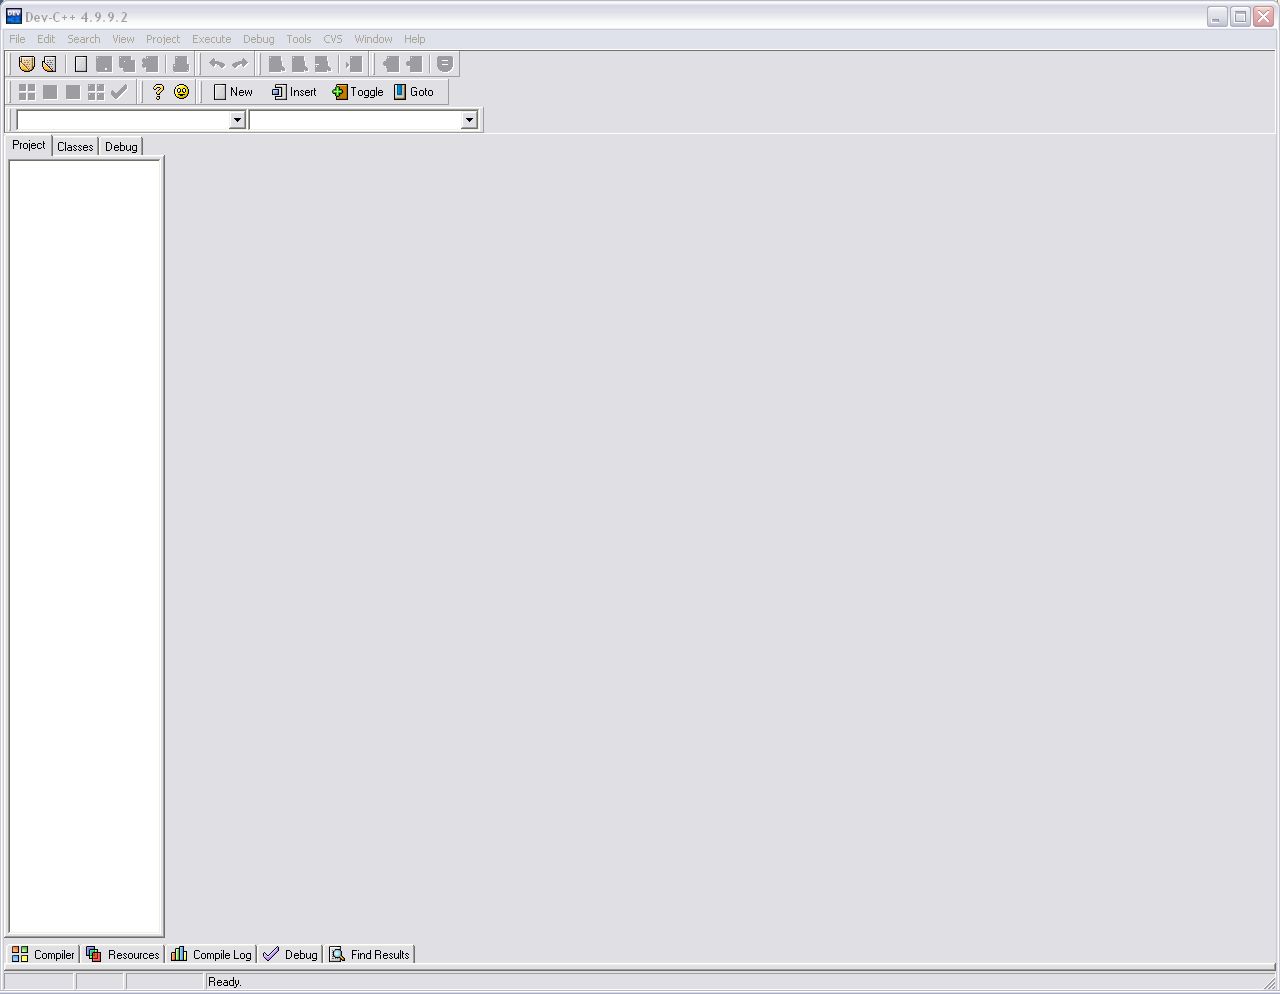 Dev-C++ 4.9.9.2
File Edit Search View Project Execute Debug Tools CVS Window Help
New Insert Toggle Goto
Project Classes Debug
Compiler Resources Compile Log Debug Find Results
Ready.